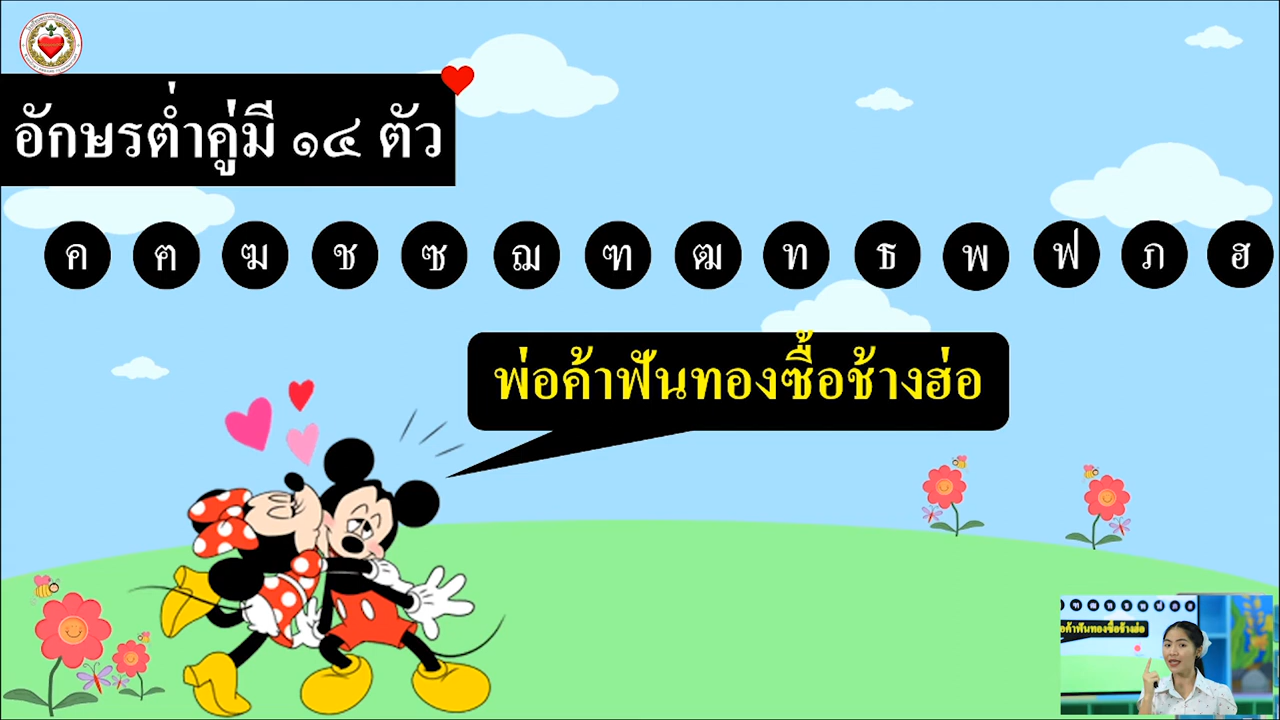 อักษรต่ำคู่มี ๑๔ ตัว
ค ฅ ฆ ช ซ ฌ ฑ ฒ ท ธ พ ฟ ภ ฮ
พ่อค้าฟันทองซื้อช้างฮ่อ